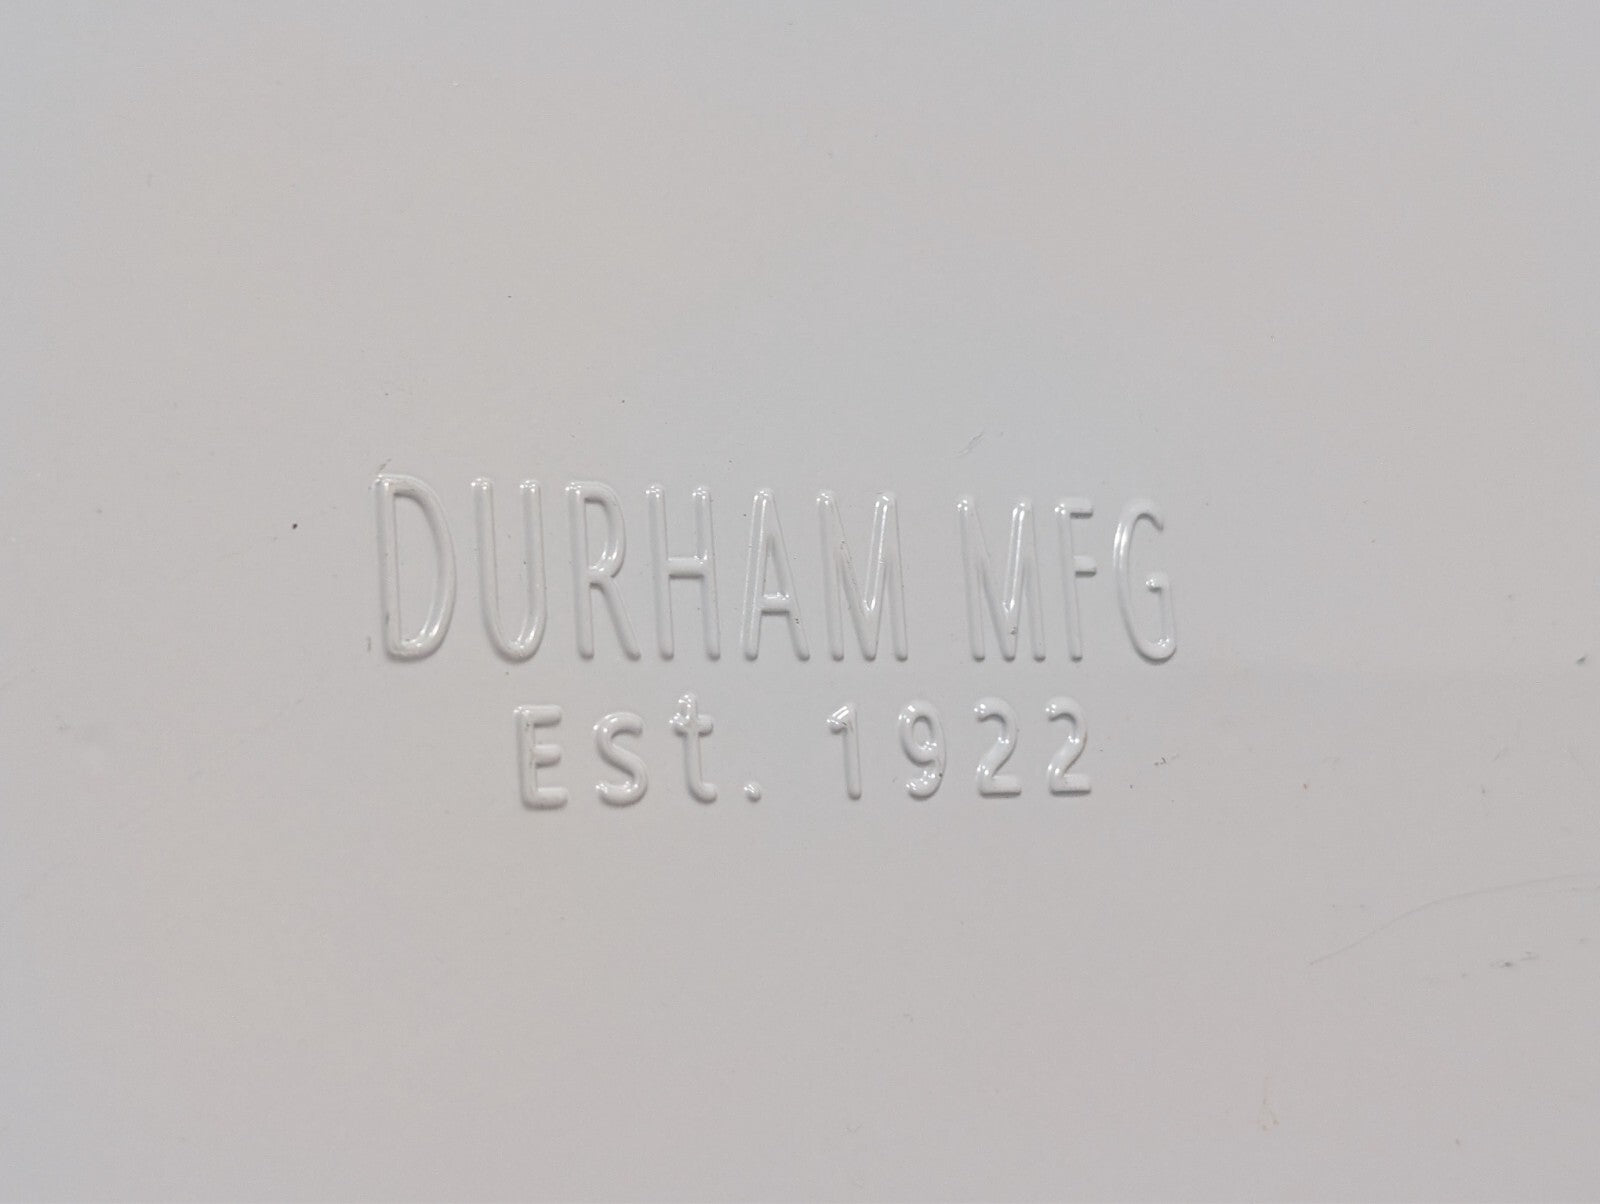 DURHAM MFG
Est. 1922